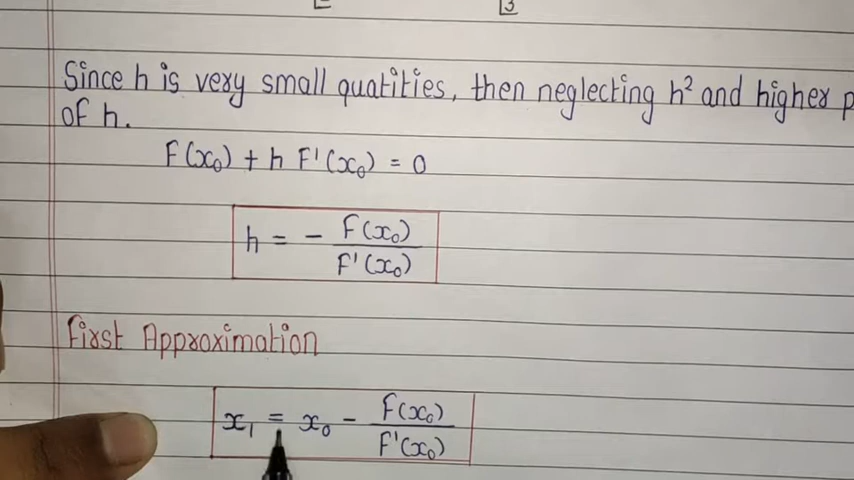 Since h is very small quatities, then neglecting h² and higher
of h.
F(x₀) + h F'(x₀) = 0
h = - F(x₀) / F'(x₀)
First Approximation
x₁ = x₀ - F(x₀) / F'(x₀)